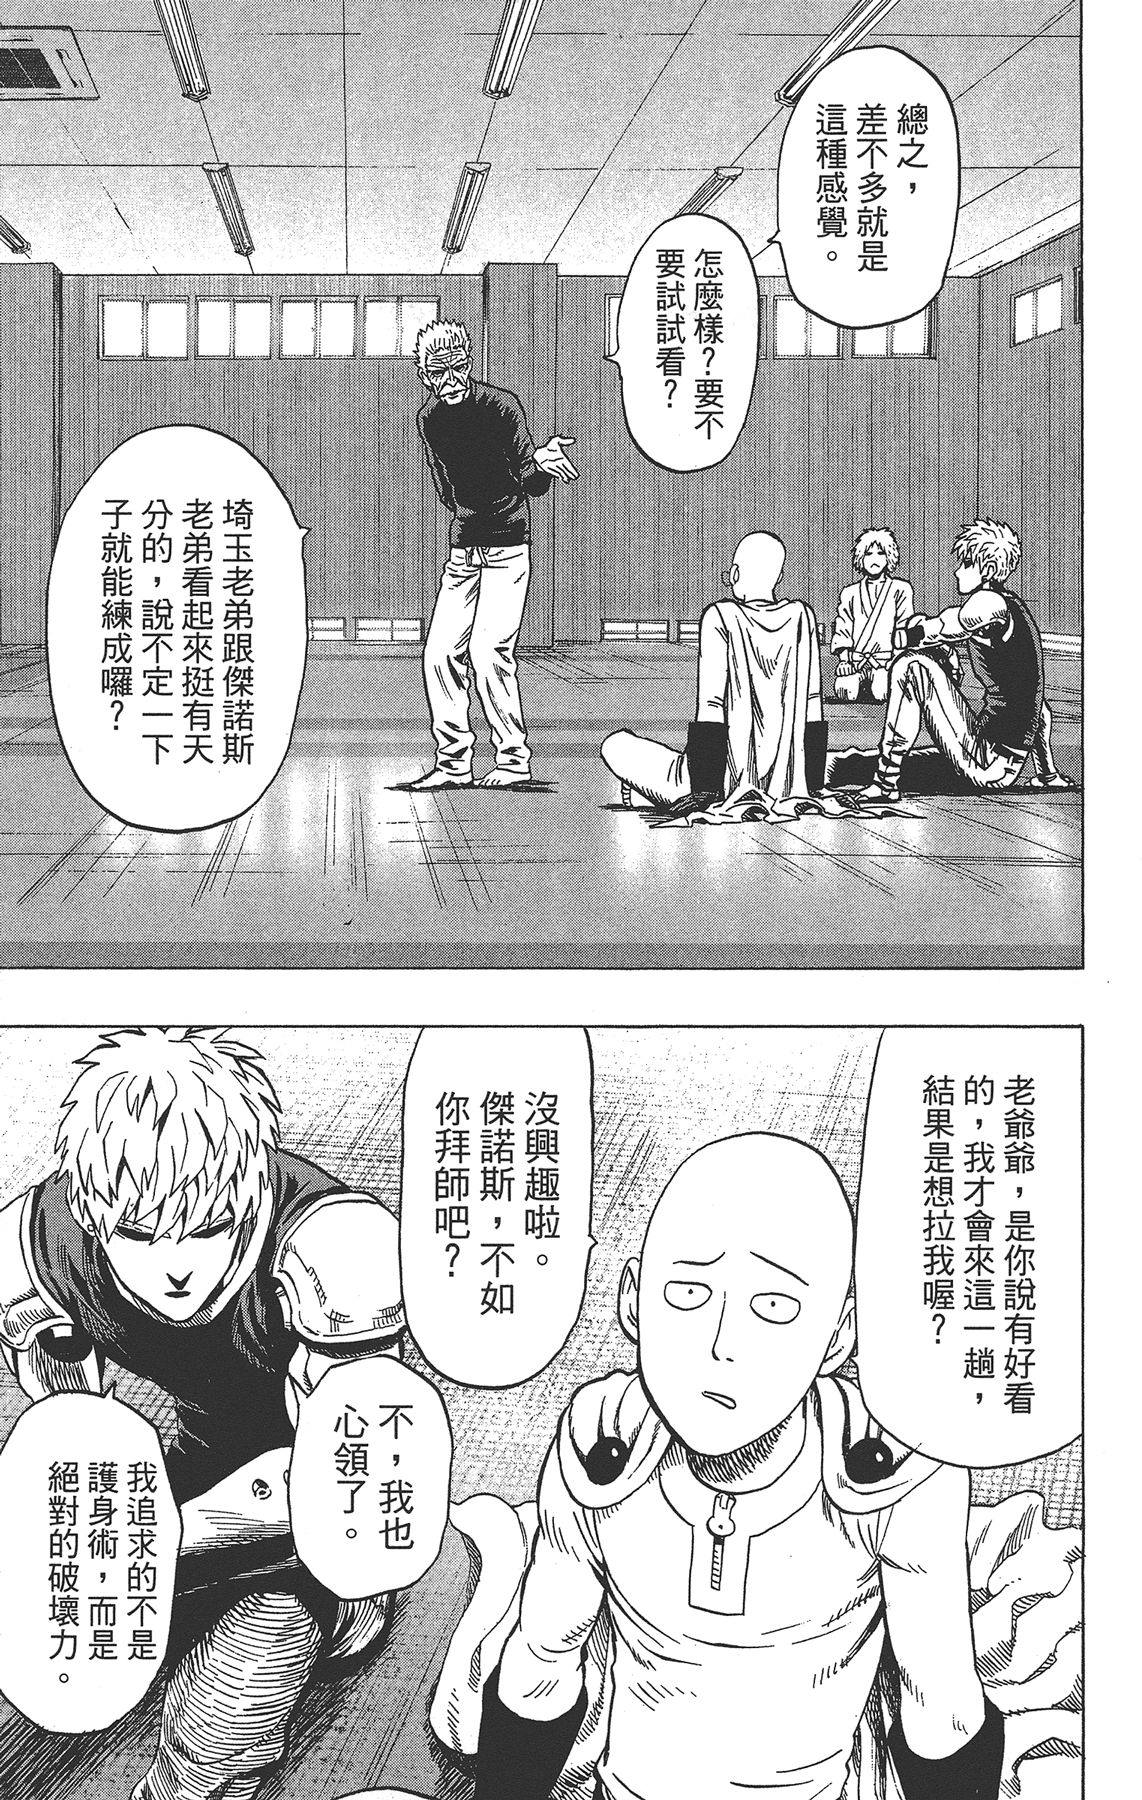 總之，
差不多就是
這種感覺。
怎麼樣？要不
要試試看？
埼玉老弟跟傑諾斯
老弟看起來挺有天
分的，說不定一下
子就能練成囉？
老爺爺，是你說有好看
的，我才會來這一趟，
結果是想拉我喔？
沒興趣啦。
傑諾斯，不如
你拜師吧？
不，我也
心領了。
我追求的不是
護身術，而是
絕對的破壞力。